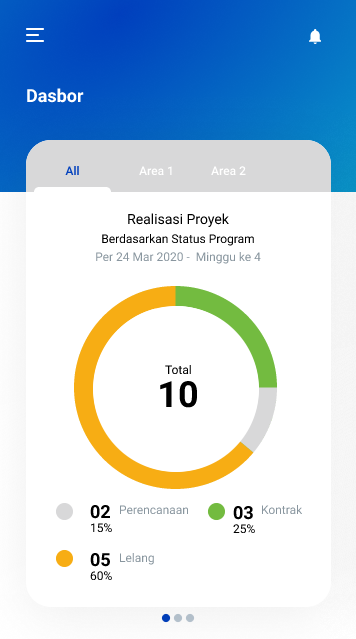 Dasbor
All Area 1 Area 2
Realisasi Proyek
Berdasarkan Status Program
Per 24 Mar 2020 - Minggu ke 4
Total
10
02 Perencanaan
15%
03 Kontrak
25%
05 Lelang
60%